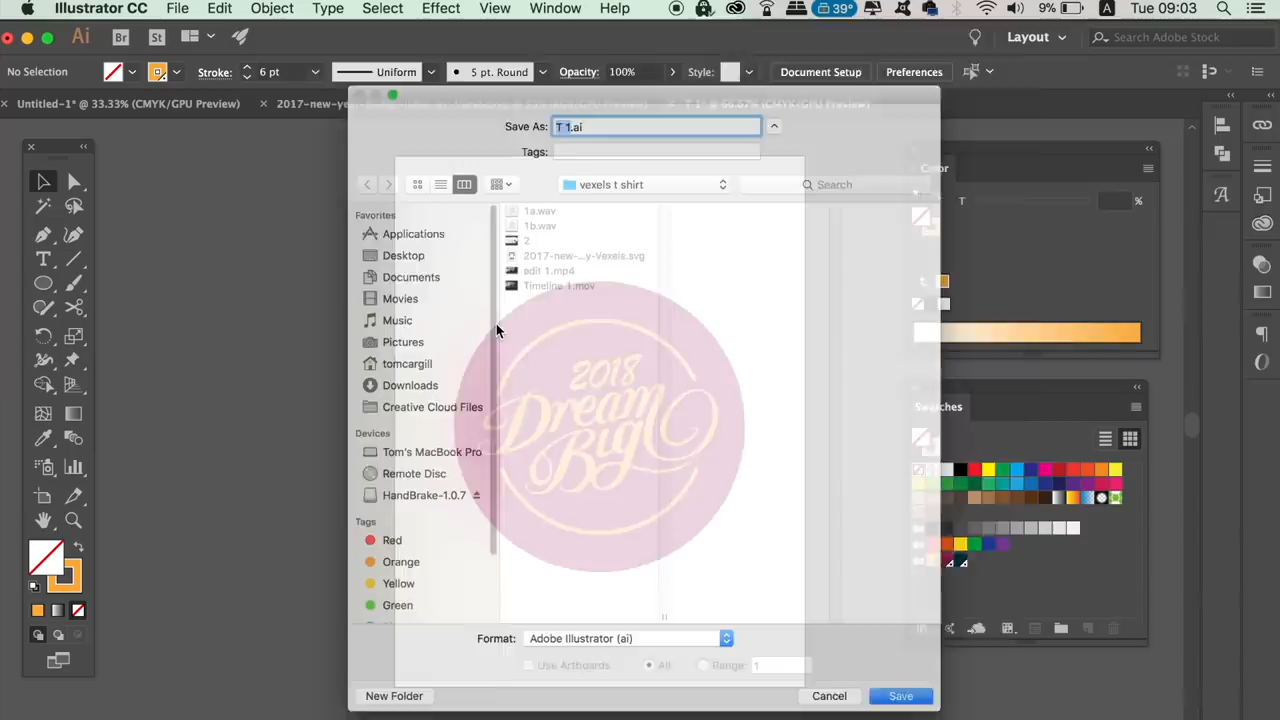 Illustrator CC File Edit Object Type Select Effect View Window Help 39° 9% A Tue 09:03
Ai Br St Layout Search Adobe Stock
No Selection Stroke: 6 pt Uniform 5 pt. Round Opacity: 100% Style: Document Setup Preferences
Untitled-1* @ 33.33% (CMYK/GPU Preview)
Save As: T 1.ai
Tags:
vexels t shirt Search
Favorites
Applications
Desktop
Documents
Movies
Music
Pictures
tomcargill
Downloads
Creative Cloud Files
Devices
Tom's MacBook Pro
Remote Disc
HandBrake-1.0.7
Tags
Red
Orange
Yellow
Green
1a.wav
1b.wav
2
2017-new-...y-Vexels.svg
edit 1.mp4
Timeline 1.mov
2018
Dream
Big
Format: Adobe Illustrator (ai)
Use Artboards All Range: 1
New Folder Cancel Save
Color
T %
Swatches